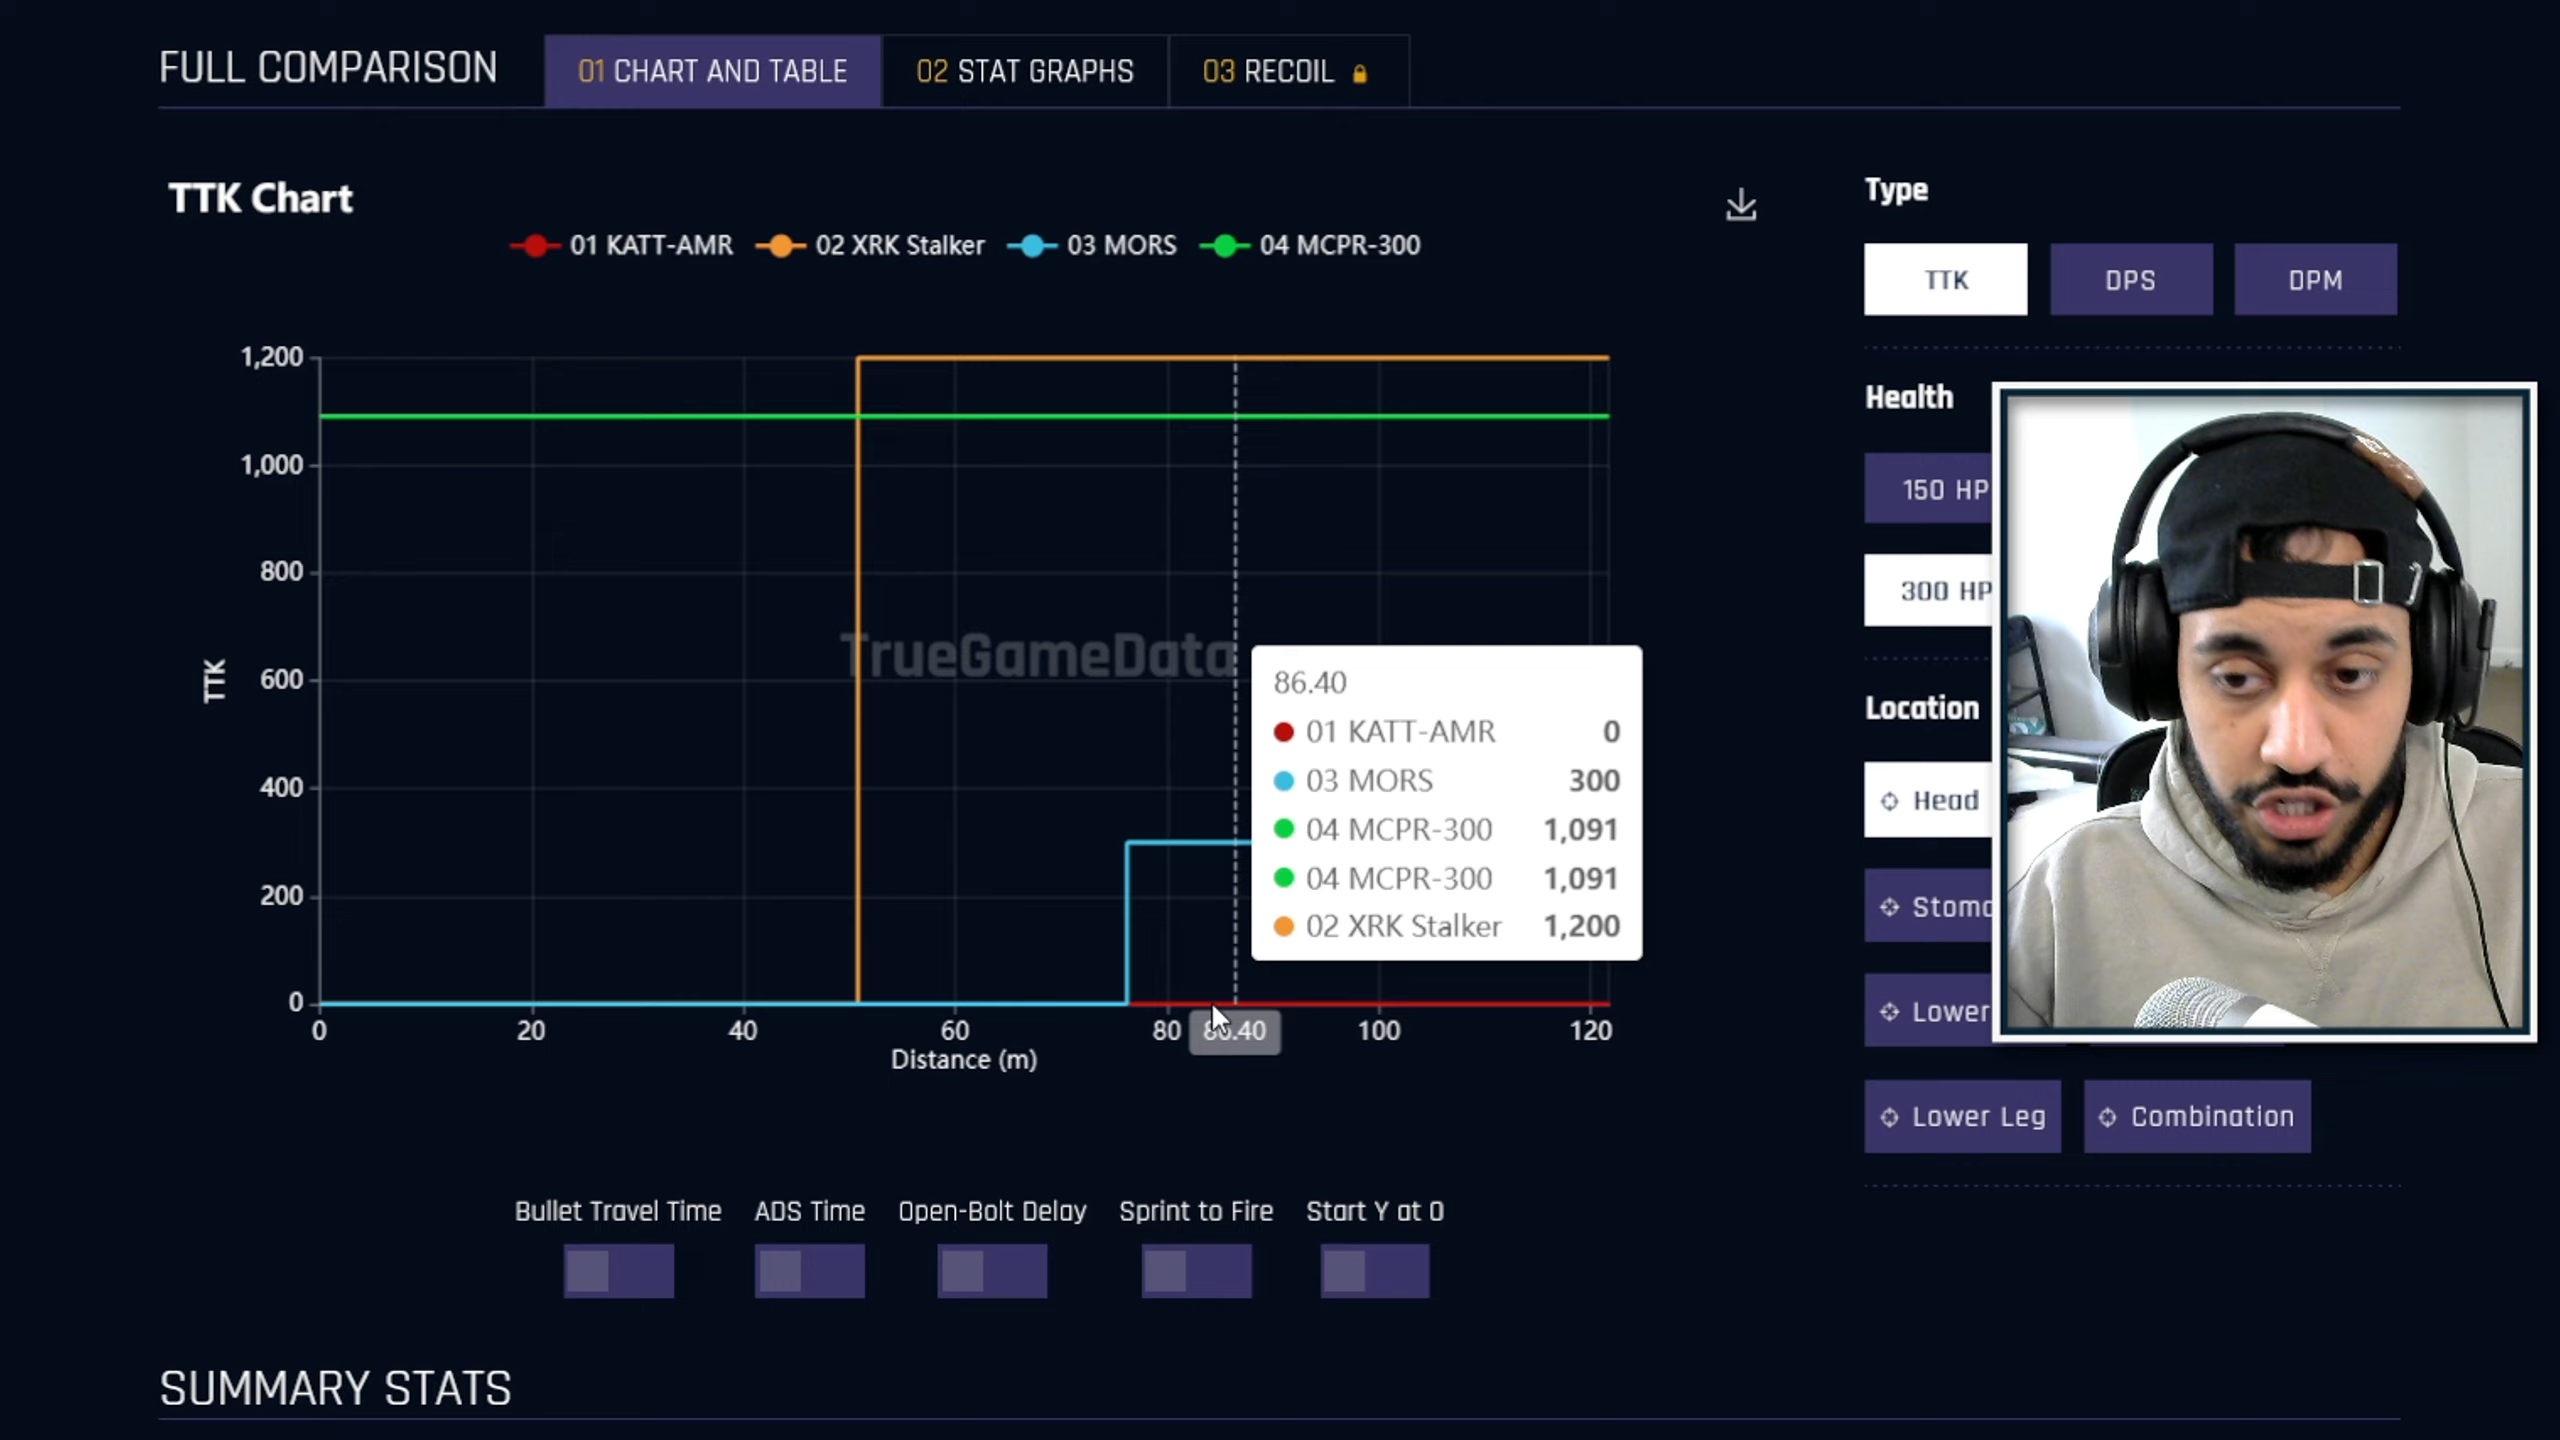 FULL COMPARISON
01 CHART AND TABLE
02 STAT GRAPHS
03 RECOIL
TTK Chart
01 KATT-AMR
02 XRK Stalker
03 MORS
04 MCPR-300
1,200
1,000
800
600
400
200
0
TTK
TrueGameData
0
20
40
60
80
86.40
100
120
Distance (m)
86.40
01 KATT-AMR 0
03 MORS 300
04 MCPR-300 1,091
04 MCPR-300 1,091
02 XRK Stalker 1,200
Type
TTK
DPS
DPM
Health
150 HP
300 HP
Location
Head
Lower
Lower Leg
Combination
Bullet Travel Time
ADS Time
Open-Bolt Delay
Sprint to Fire
Start Y at 0
SUMMARY STATS